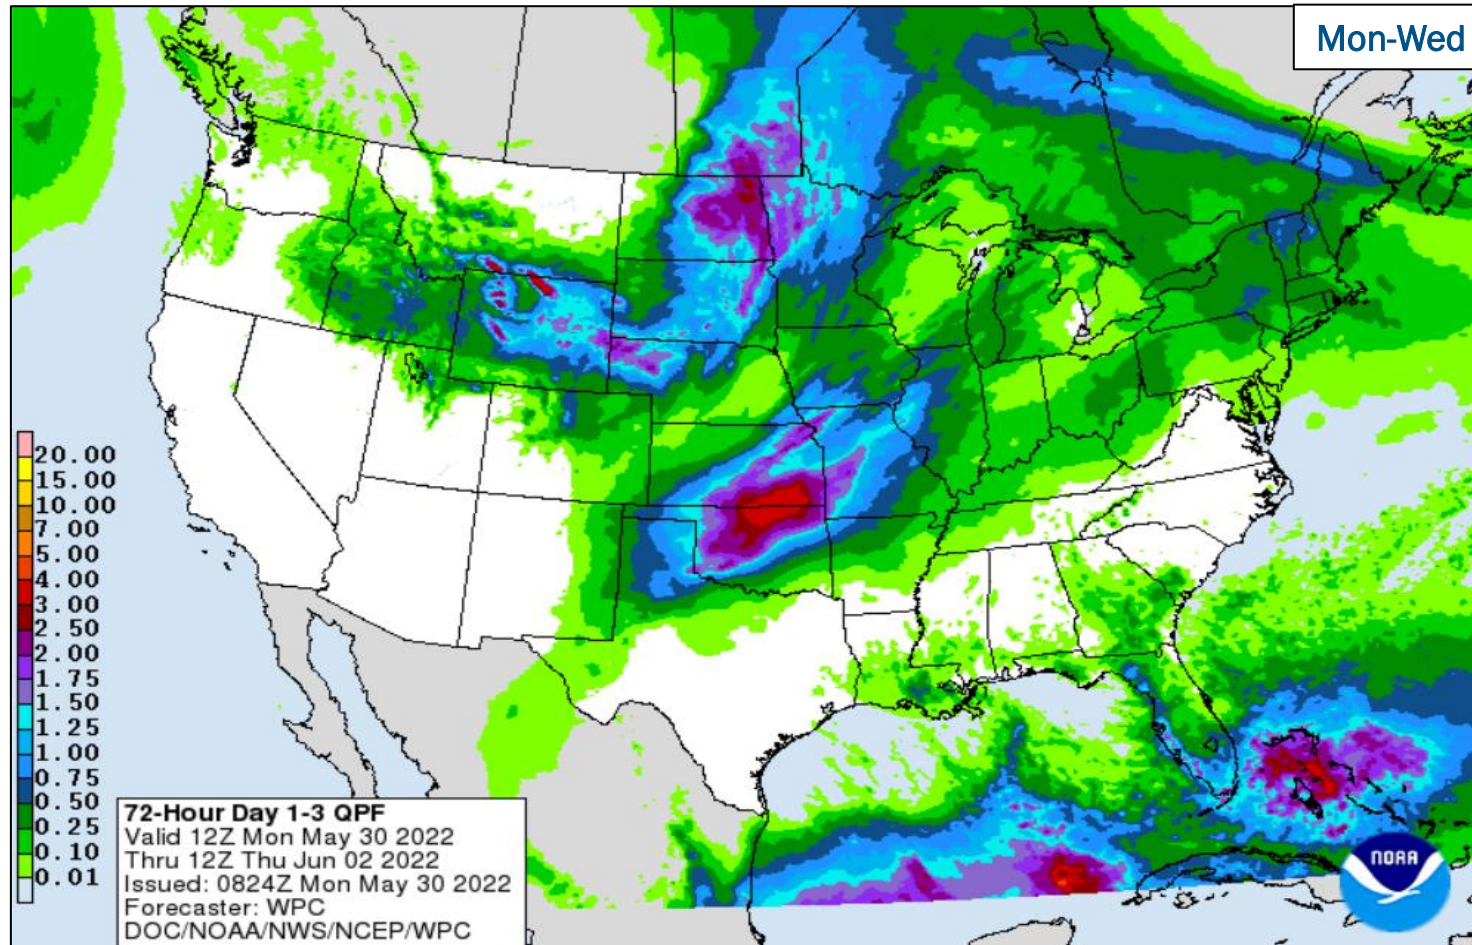 Mon-Wed
20.00
15.00
10.00
7.00
5.00
4.00
3.00
2.50
2.00
1.75
1.50
1.25
1.00
0.75
0.50
0.25
0.10
0.01
72-Hour Day 1-3 QPF
Valid 12Z Mon May 30 2022
Thru 12Z Thu Jun 02 2022
Issued: 0824Z Mon May 30 2022
Forecaster: WPC
DOC/NOAA/NWS/NCEP/WPC
NOAA